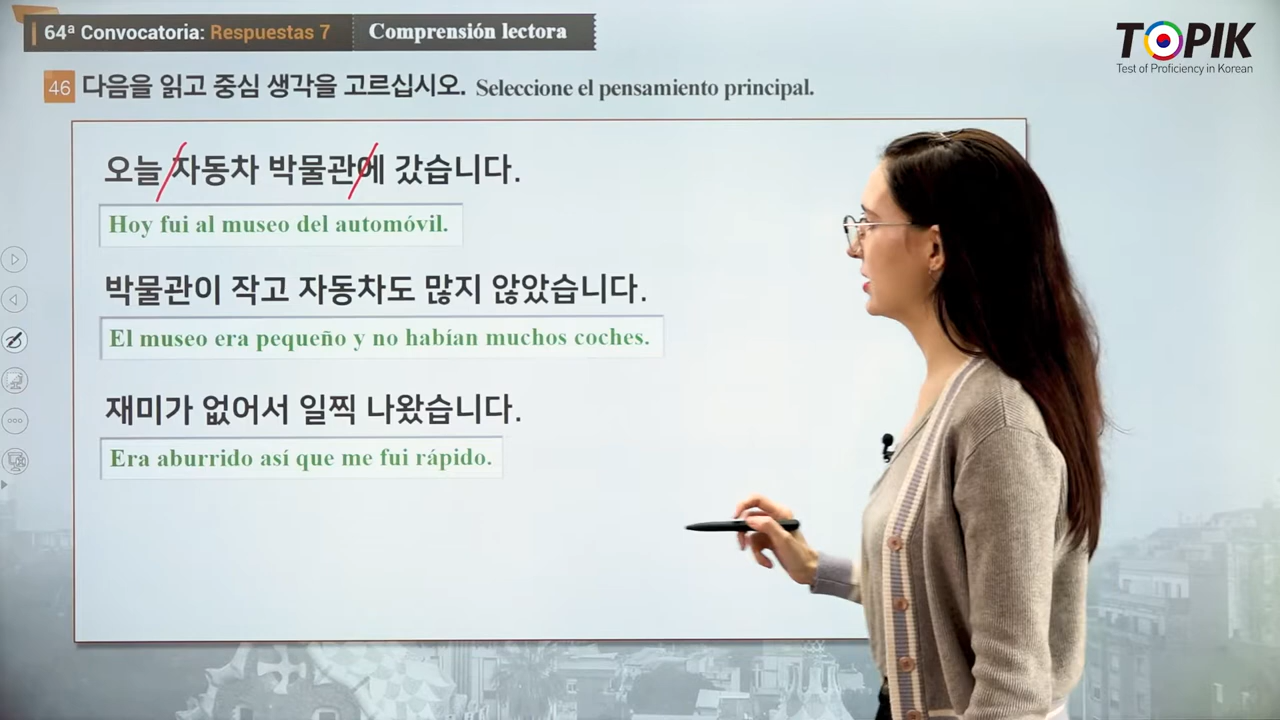 64ª Convocatoria: Respuestas 7 Comprensión lectora
TOPIK
Test of Proficiency in Korean
46 다음을 읽고 중심 생각을 고르십시오. Seleccione el pensamiento principal.
오늘 자동차 박물관에 갔습니다.
Hoy fui al museo del automóvil.
박물관이 작고 자동차도 많지 않았습니다.
El museo era pequeño y no habían muchos coches.
재미가 없어서 일찍 나왔습니다.
Era aburrido así que me fui rápido.